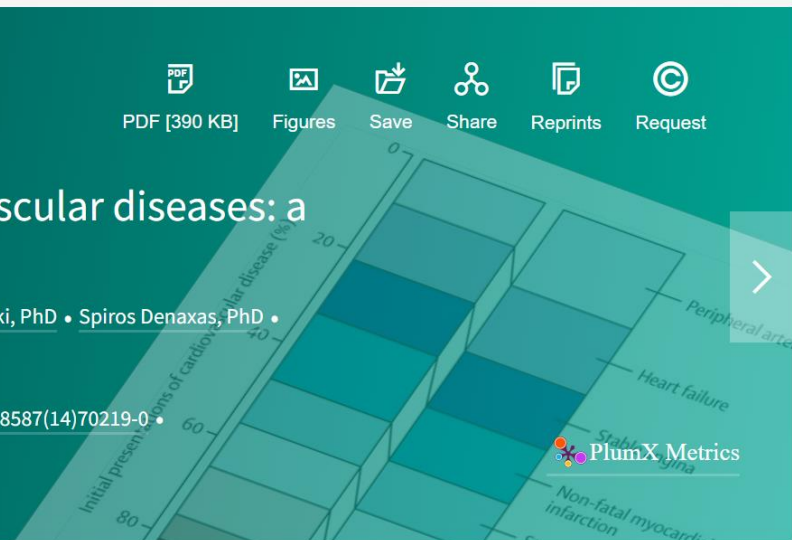 PDF
PDF [390 KB]
Figures
Save
Share
Reprints
Request
scular diseases: a
ki, PhD • Spiros Denaxas, PhD •
8587(14)70219-0 •
PlumX Metrics
Initial presentations of cardiovascular disease (%)
0
20
40
60
80
Peripheral arte
Heart failure
Stable angina
Non-fatal myocardi
infarction